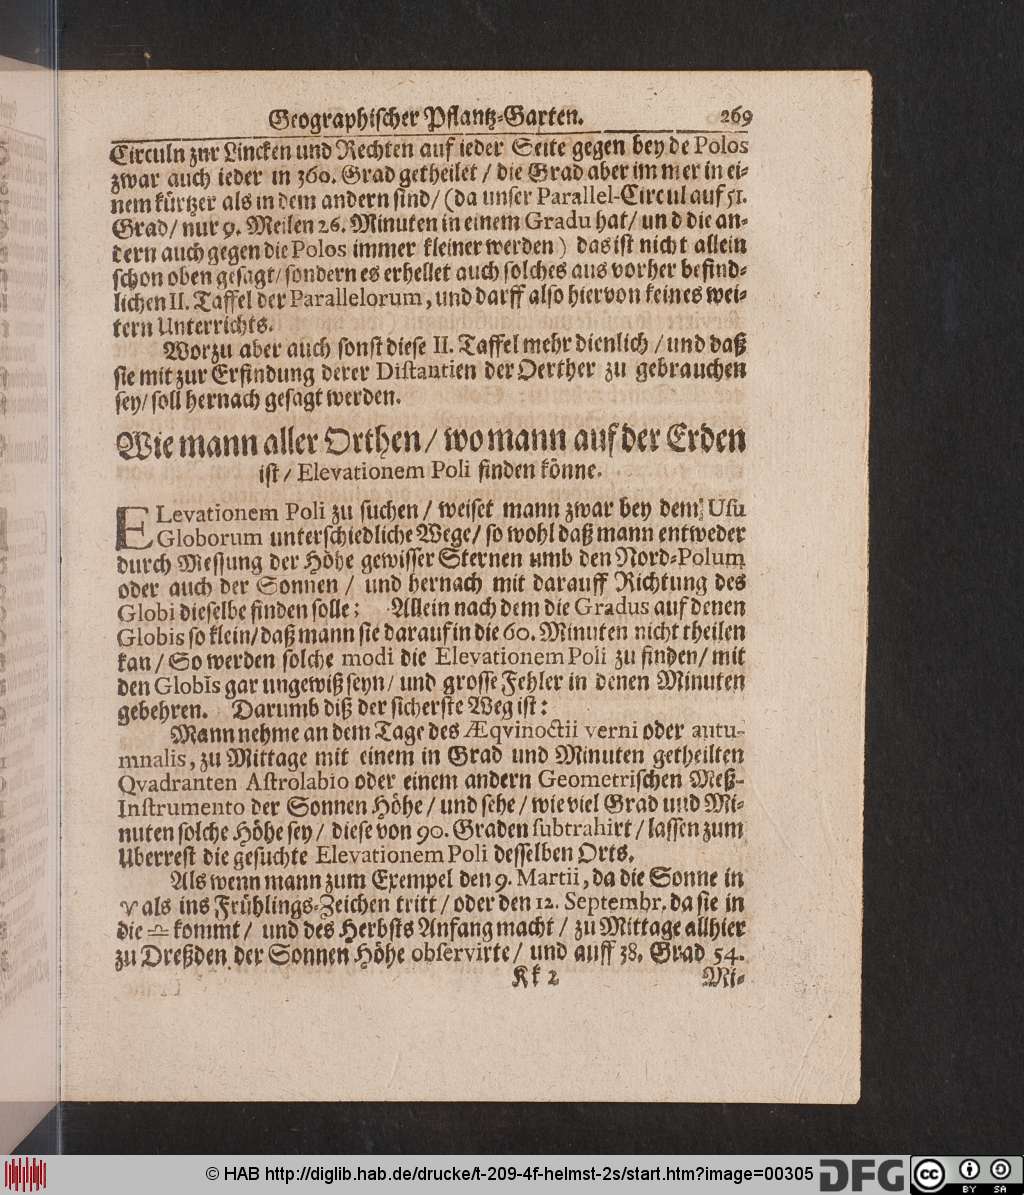 Geographischer Pflantz-Garten. 269
Circuln zur Lincken und Rechten auf ieder Seite gegen beyde Polos
zwar auch ieder in 360. Grad getheilet / die Grad aber immer in ei-
nem kürtzer als in dem andern sind/ (da unser Parallel-Circul auf 51.
Grad/ nur 9. Meilen 26. Minuten in einem Gradu hat/ und die an-
dern auch gegen die Polos immer kleiner werden) das ist nicht allein
schon oben gesagt/ sondern es erhellet auch solches aus vorher befind-
lichen II. Taffel der Parallelorum, und darff also hiervon keines wei-
tern Unterrichts.
Worzu aber auch sonst diese II. Taffel mehr dienlich / und daß
sie mit zur Erfindung derer Distantien der Oerther zu gebrauchen
sey/ soll hernach gesagt werden.
Wie mann aller Orthen/ wo mann auf der Erden
ist/ Elevationem Poli finden könne.
ELevationem Poli zu suchen / weiset mann zwar bey dem Usu
Globorum unterschiedliche Wege/ so wohl daß mann entweder
durch Messung der Höhe gewisser Sternen umb den Nord-Polum
oder auch der Sonnen / und hernach mit darauff Richtung des
Globi dieselbe finden solle: Allein nach dem die Gradus auf denen
Globis so klein/ daß mann sie darauf in die 60. Minuten nicht theilen
kan/ So werden solche modi die Elevationem Poli zu finden/ mit
den Globis gar ungewiß seyn/ und grosse Fehler in denen Minuten
gebehren. Darumb diß der sicherste Weg ist:
Mann nehme an dem Tage des Æqvinoctii verni oder autu-
mnalis, zu Mittage mit einem in Grad und Minuten getheilten
Qvadranten Astrolabio oder einem andern Geometrischen Meß-
Instrumento der Sonnen Höhe/ und sehe/ wie viel Grad und Mi-
nuten solche Höhe sey/ diese von 90. Graden subtrahirt/ lassen zum
Uberrest die gesuchte Elevationem Poli desselben Orts.
Als wenn mann zum Exempel den 9. Martii, da die Sonne in
♈ als ins Frühlings-Zeichen tritt/ oder den 12. Septembr. da sie in
die ♎ kommt/ und des Herbsts Anfang macht/ zu Mittage allhier
zu Dreßden der Sonnen Höhe observirte/ und auff 38. Grad 54.
Kk 2 Mi-
© HAB http://diglib.hab.de/drucke/t-209-4f-helmst-2s/start.htm?image=00305 DFG cc BY SA